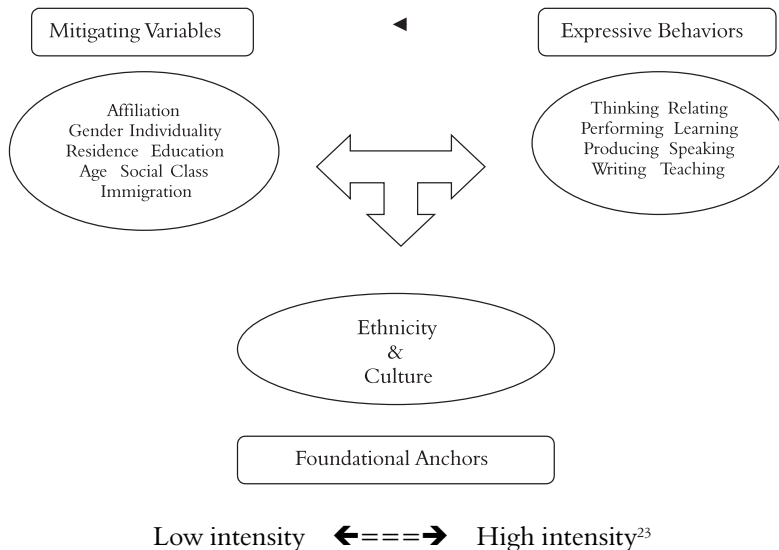 Mitigating Variables
Expressive Behaviors
Affiliation
Gender Individuality
Residence Education
Age Social Class
Immigration
Thinking Relating
Performing Learning
Producing Speaking
Writing Teaching
Ethnicity
&
Culture
Foundational Anchors
Low intensity 🡨===🡪 High intensity²³